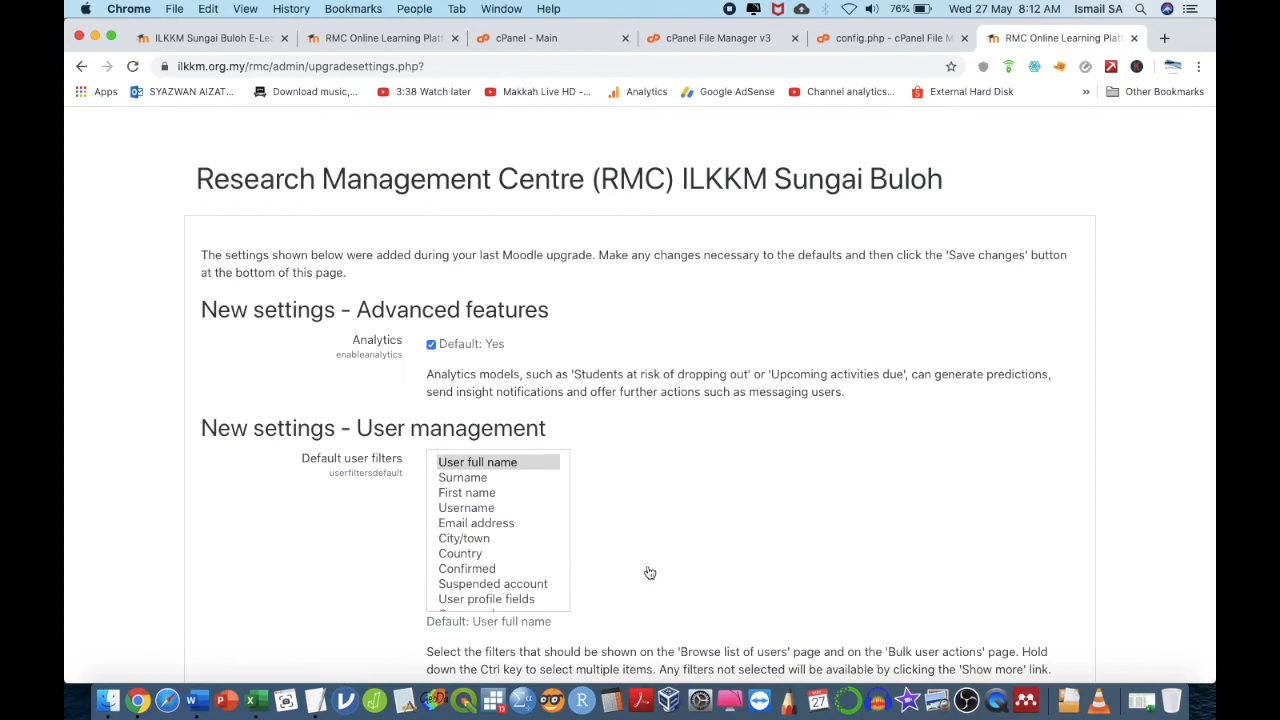 Chrome File Edit View History Bookmarks People Tab Window Help 76% Wed 27 May 8:12 AM Ismail SA
ILKKM Sungai Buloh E-Lea RMC Online Learning Plat cPanel - Main cPanel File Manager v3 config.php - cPanel File M RMC Online Learning Plat
ilkkm.org.my/rmc/admin/upgradesettings.php?
Apps SYAZWAN AIZAT... Download music,... 3:38 Watch later Makkah Live HD -... Analytics Google AdSense Channel analytics... External Hard Disk » Other Bookmarks
Research Management Centre (RMC) ILKKM Sungai Buloh
The settings shown below were added during your last Moodle upgrade. Make any changes necessary to the defaults and then click the 'Save changes' button
at the bottom of this page.
New settings - Advanced features
Analytics
enableanalytics
Default: Yes
Analytics models, such as 'Students at risk of dropping out' or 'Upcoming activities due', can generate predictions,
send insight notifications and offer further actions such as messaging users.
New settings - User management
Default user filters
userfiltersdefault
User full name
Surname
First name
Username
Email address
City/town
Country
Confirmed
Suspended account
User profile fields
Default: User full name
Select the filters that should be shown on the 'Browse list of users' page and on the 'Bulk user actions' page. Hold
down the Ctrl key to select multiple items. Any filters not selected will be available by clicking the 'Show more' link.